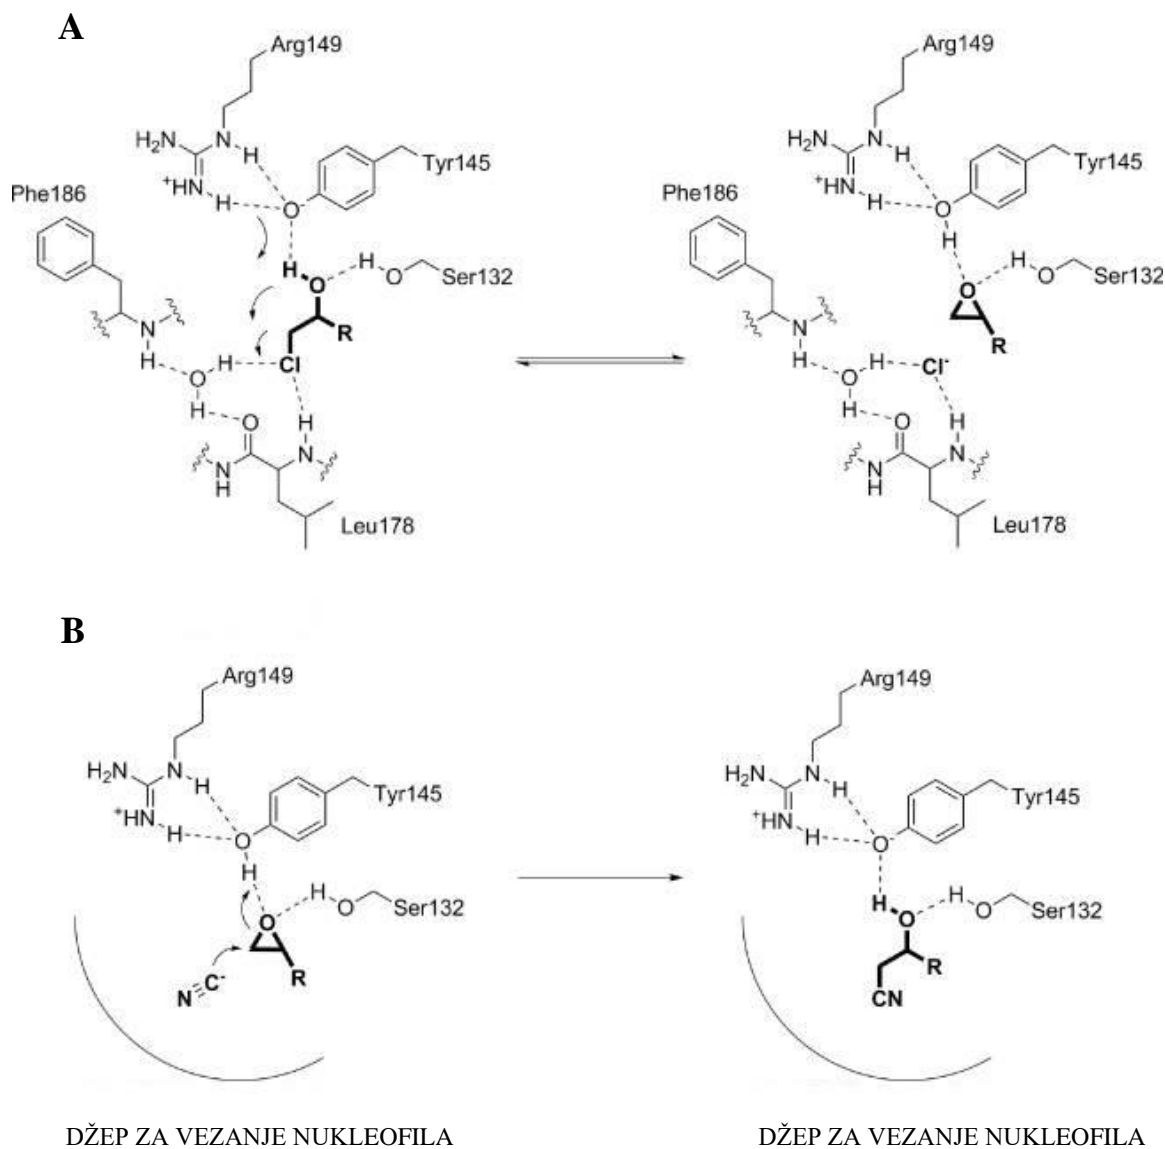 A
Arg149
H₂N
N
H
⁺HN
H
Tyr145
O
Phe186
H
H
O
O
Ser132
R
N
H
H
Cl
O
H
O
H
N
N
H
Leu178
Arg149
H₂N
N
H
⁺HN
H
Tyr145
O
Phe186
H
H
O
Ser132
O
R
N
H
H
Cl⁻
O
H
O
H
N
N
H
Leu178
B
Arg149
H₂N
N
H
⁺HN
H
Tyr145
O
H
H
O
Ser132
O
R
N
C⁻
Arg149
H₂N
N
H
⁺HN
H
Tyr145
O
H
H
O
O
Ser132
R
CN
DŽEP ZA VEZANJE NUKLEOFILA
DŽEP ZA VEZANJE NUKLEOFILA